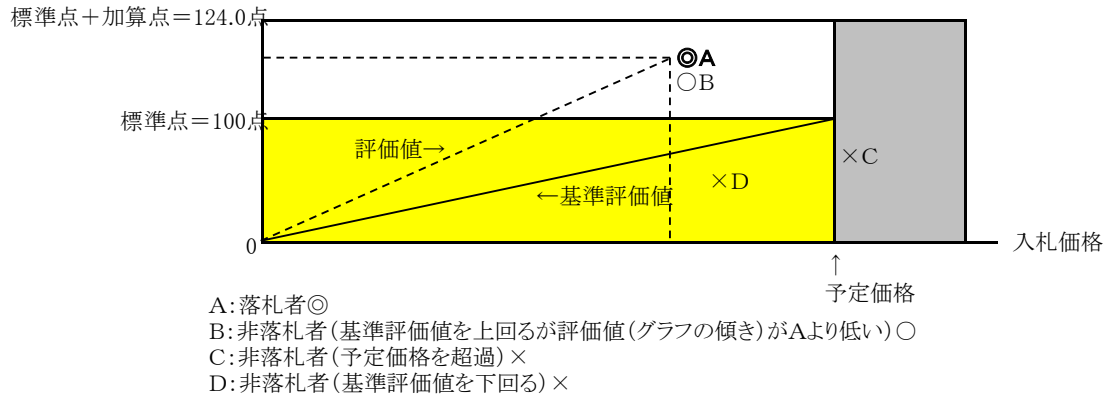 標準点＋加算点＝124.0点
◎A
○B
標準点＝100点
評価値→
×C
×D
←基準評価値
0
入札価格
↑
予定価格
A：落札者◎
B：非落札者（基準評価値を上回るが評価値（グラフの傾き）がAより低い）○
C：非落札者（予定価格を超過）×
D：非落札者（基準評価値を下回る）×